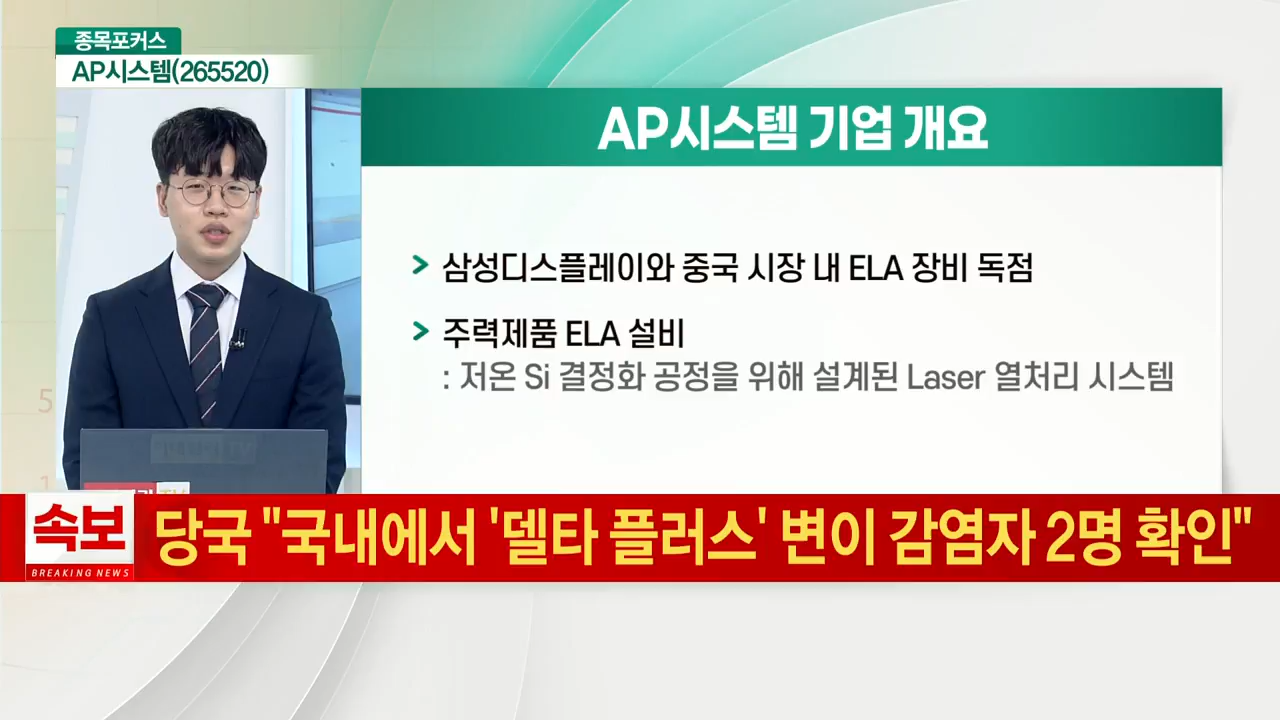 종목포커스
AP시스템(265520)
AP시스템 기업 개요
> 삼성디스플레이와 중국 시장 내 ELA 장비 독점
> 주력제품 ELA 설비
: 저온 Si 결정화 공정을 위해 설계된 Laser 열처리 시스템
속보 당국 "국내에서 '델타 플러스' 변이 감염자 2명 확인"
BREAKING NEWS